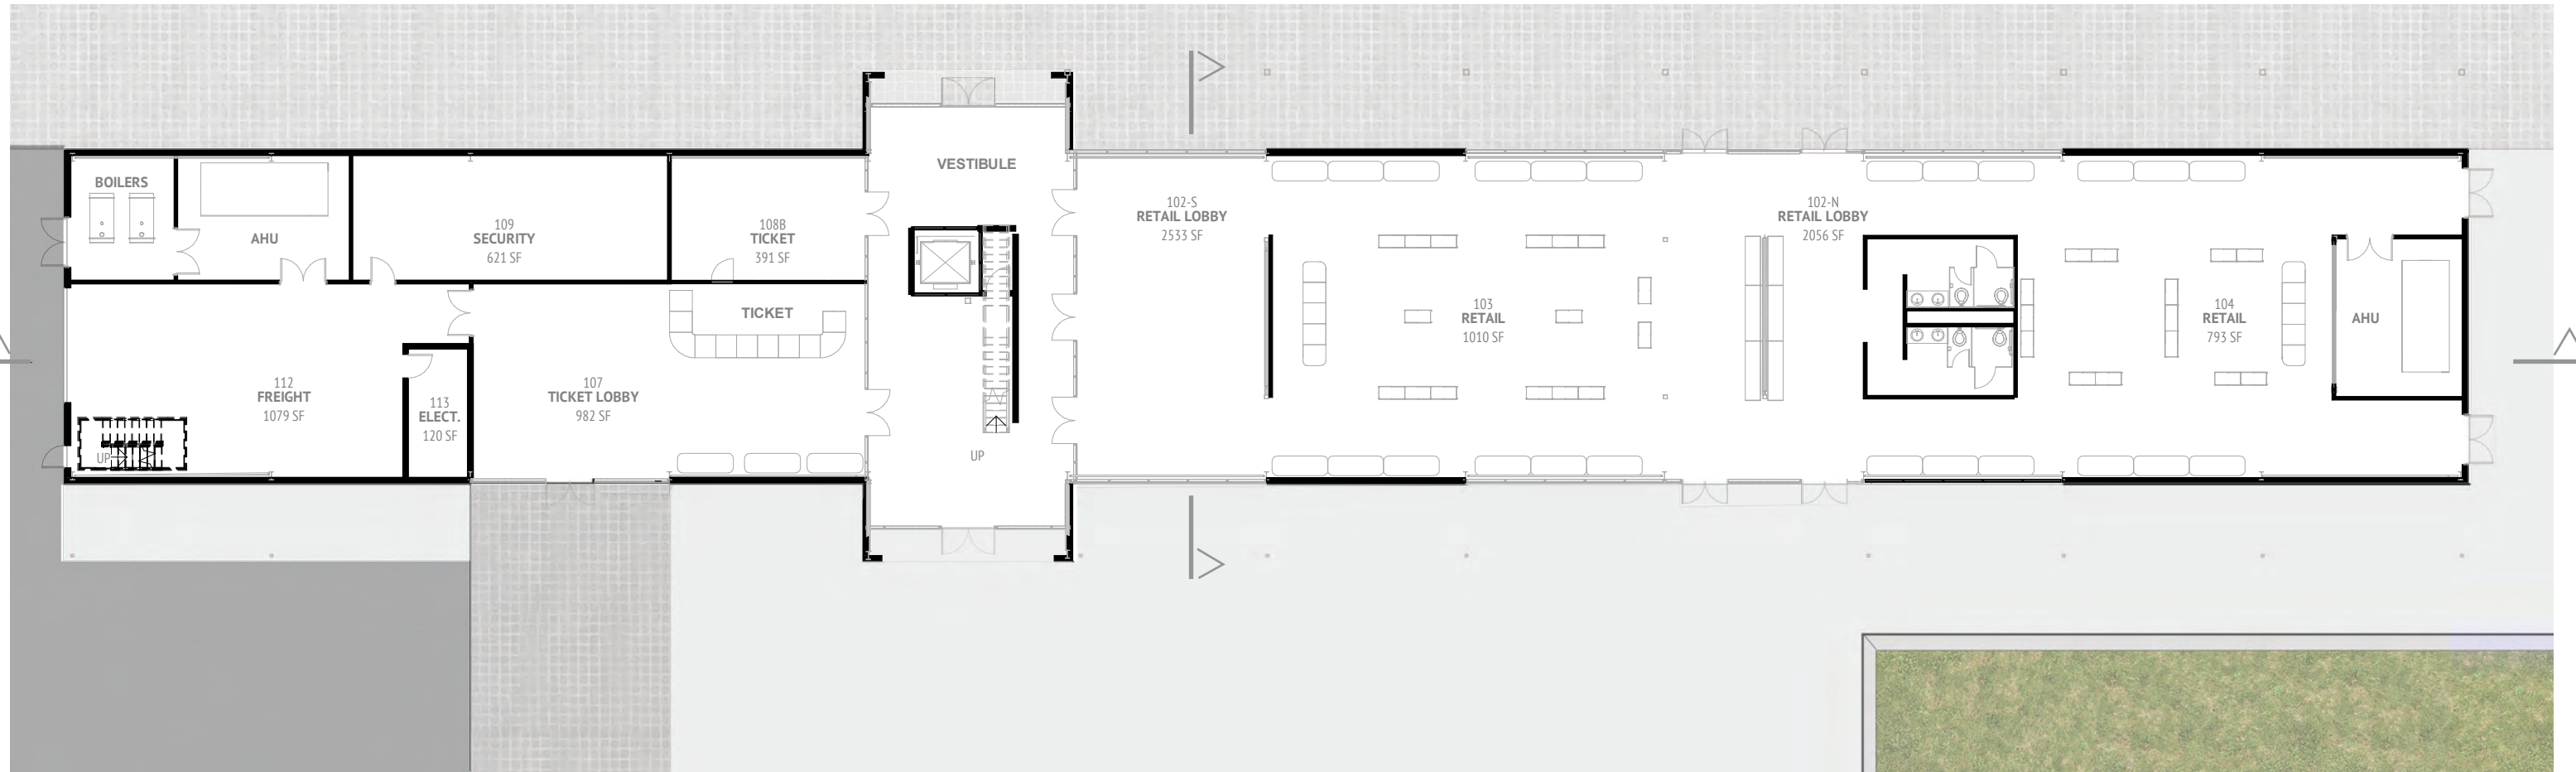 BOILERS
AHU
109
SECURITY
621 SF
108B
TICKET
391 SF
VESTIBULE
102-S
RETAIL LOBBY
2533 SF
102-N
RETAIL LOBBY
2056 SF
112
FREIGHT
1079 SF
UP
113
ELECT.
120 SF
107
TICKET LOBBY
982 SF
TICKET
UP
103
RETAIL
1010 SF
104
RETAIL
793 SF
AHU